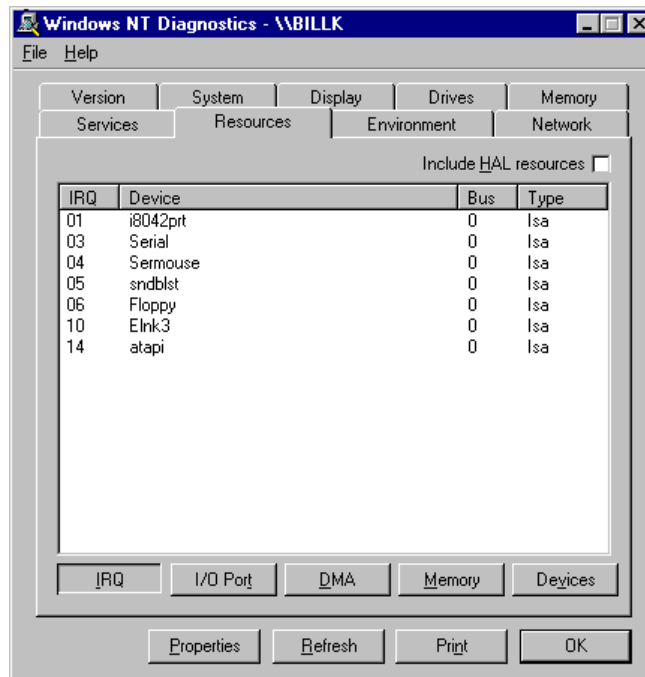 Windows NT Diagnostics - \\BILLK
File Help
Version System Display Drives Memory
Services Resources Environment Network
Include HAL resources
IRQ Device Bus Type
01 i8042prt 0 Isa
03 Serial 0 Isa
04 Sermouse 0 Isa
05 sndblst 0 Isa
06 Floppy 0 Isa
10 Elnk3 0 Isa
14 atapi 0 Isa
IRQ I/O Port DMA Memory Devices
Properties Refresh Print OK